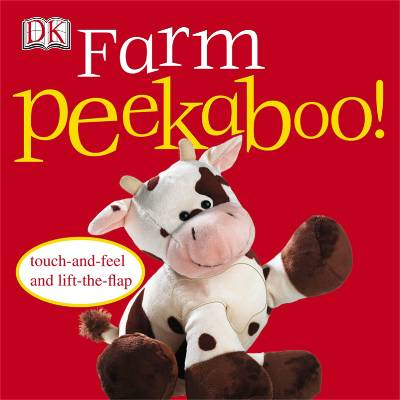 DK
Farm
peekaboo!
touch-and-feel
and lift-the-flap